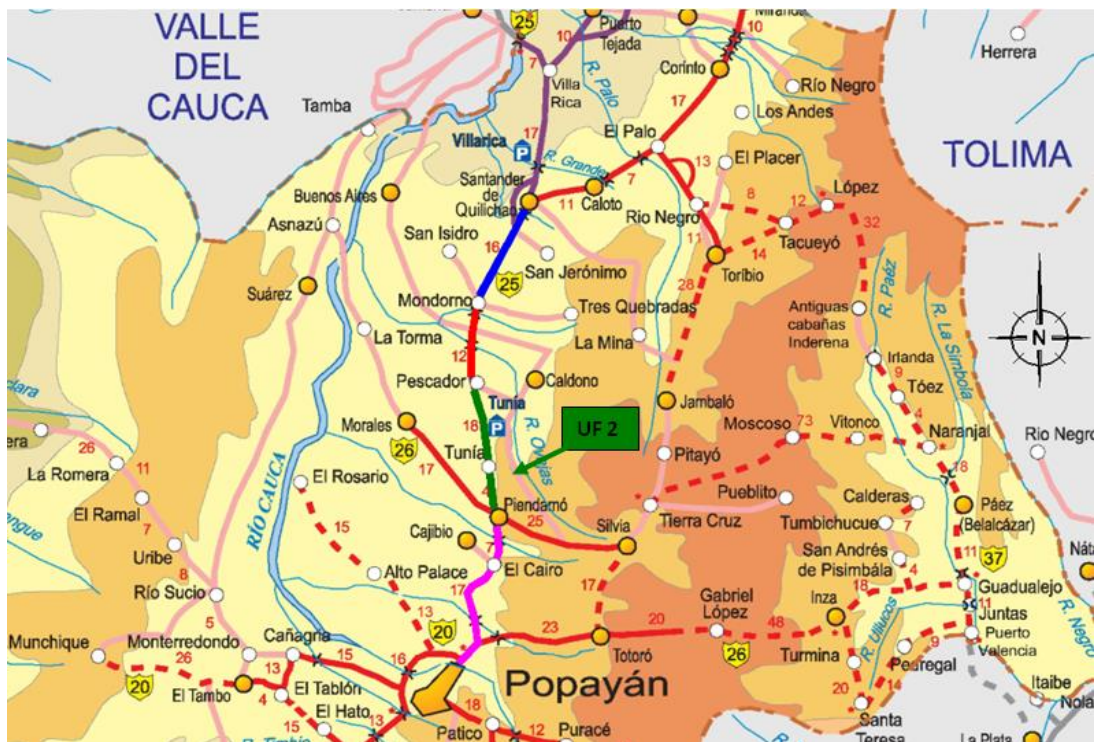 VALLE
DEL
CAUCA
25
10
Puerto
Tejada
Miranda
10
Herrera
7
Villa
Rica
R. Palo
Corinto
Río Negro
Tamba
17
Los Andes
TOLIMA
17
Villarica
P
El Palo
R. Grande
13
El Placer
7
Buenos Aires
Santander
de
Quilichao
11
Caloto
Rio Negro
8
12
López
32
Asnazú
San Isidro
16
11
14
Tacueyó
San Jerónimo
Toríbio
R. Paéz
25
28
Suárez
Mondorno
Tres Quebradas
Antiguas
cabañas
Inderena
R. La Simbola
N
La Torma
La Mina
12
Irlanda
9
Pescador
Caldono
Tóez
Tunía
P
UF 2
Jambaló
4
Morales
18
R. Ovejas
Moscoso
73
Vitonco
Naranjal
Rio Negro
26
26
La Romera
17
Tunía
Pitayó
18
11
El Rosario
4
Piendamó
Pueblito
Calderas
Páez
(Belalcázar)
El Ramal
RÍO CAUCA
25
Silvia
Tierra Cruz
Tumbichucue
7
7
15
Cajibio
7
San Andrés
de Pisimbála
11
37
Uribe
Alto Palace
El Cairo
4
8
17
17
Gabriel
López
Inza
18
Guadualejo
Río Sucio
13
11
Juntas
5
20
23
20
48
R. Ullucos
Puerto
Valencia
R. Negro
Munchique
Monterredondo
Cañagria
Totoró
26
Turmina
9
Pedregal
26
13
15
16
20
El Tambo
4
El Tablón
Popayán
20
14
Itaibe
El Hato
13
18
Santa
Teresa
15
Patico
12
Puracé
La Plata
R. Timbío